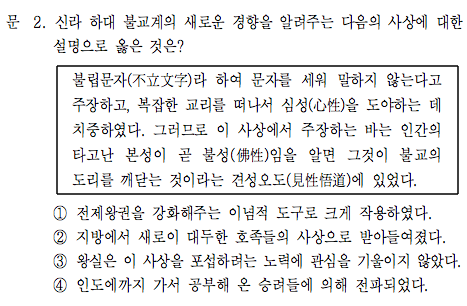 문 2. 신라 하대 불교계의 새로운 경향을 알려주는 다음의 사상에 대한
설명으로 옳은 것은?
불립문자(不立文字)라 하여 문자를 세워 말하지 않는다고
주장하고, 복잡한 교리를 떠나서 심성(心性)을 도야하는 데
치중하였다. 그러므로 이 사상에서 주장하는 바는 인간의
타고난 본성이 곧 불성(佛性)임을 알면 그것이 불교의
도리를 깨닫는 것이라는 견성오도(見性悟道)에 있었다.
① 전제왕권을 강화해주는 이념적 도구로 크게 작용하였다.
② 지방에서 새로이 대두한 호족들의 사상으로 받아들여졌다.
③ 왕실은 이 사상을 포섭하려는 노력에 관심을 기울이지 않았다.
④ 인도에까지 가서 공부해 온 승려들에 의해 전파되었다.